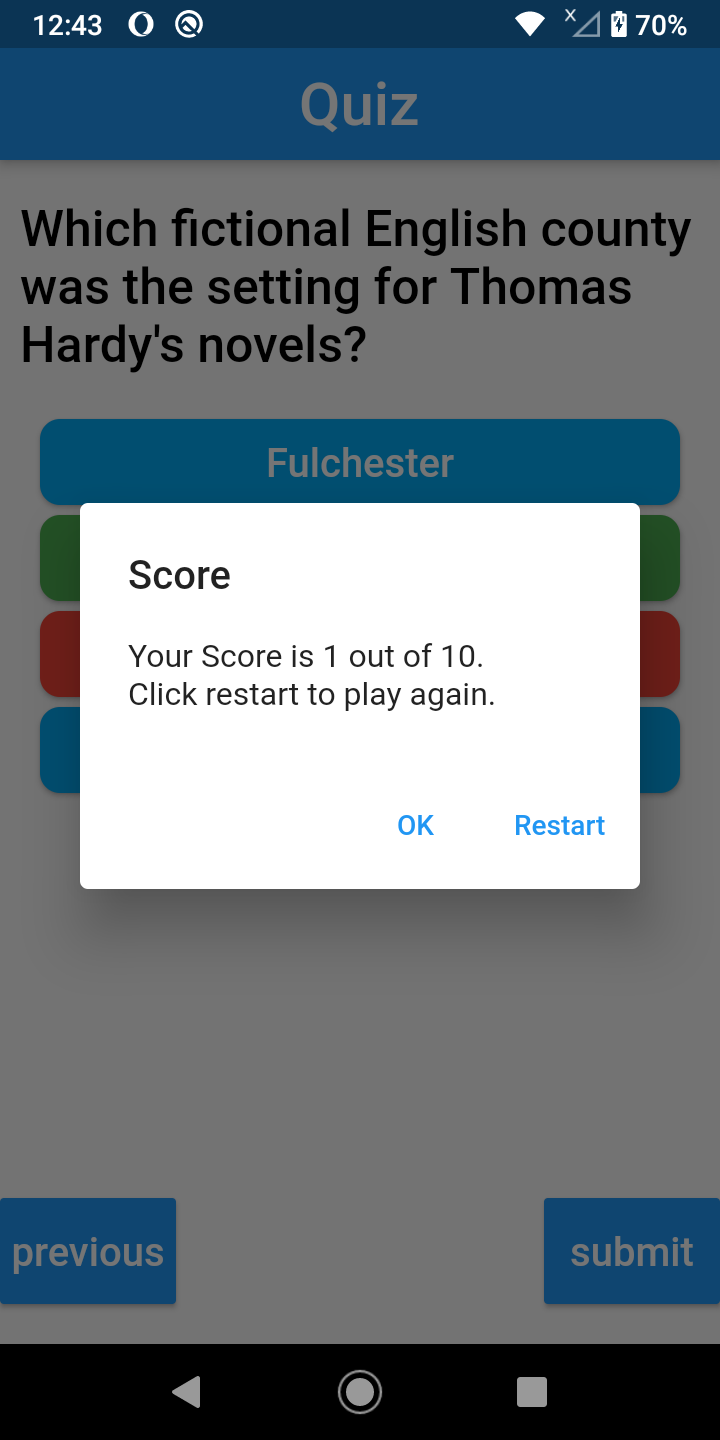 12:43
x
70%
Quiz
Which fictional English county
was the setting for Thomas
Hardy's novels?
Fulchester
Score
Your Score is 1 out of 10.
Click restart to play again.
OK
Restart
previous
submit